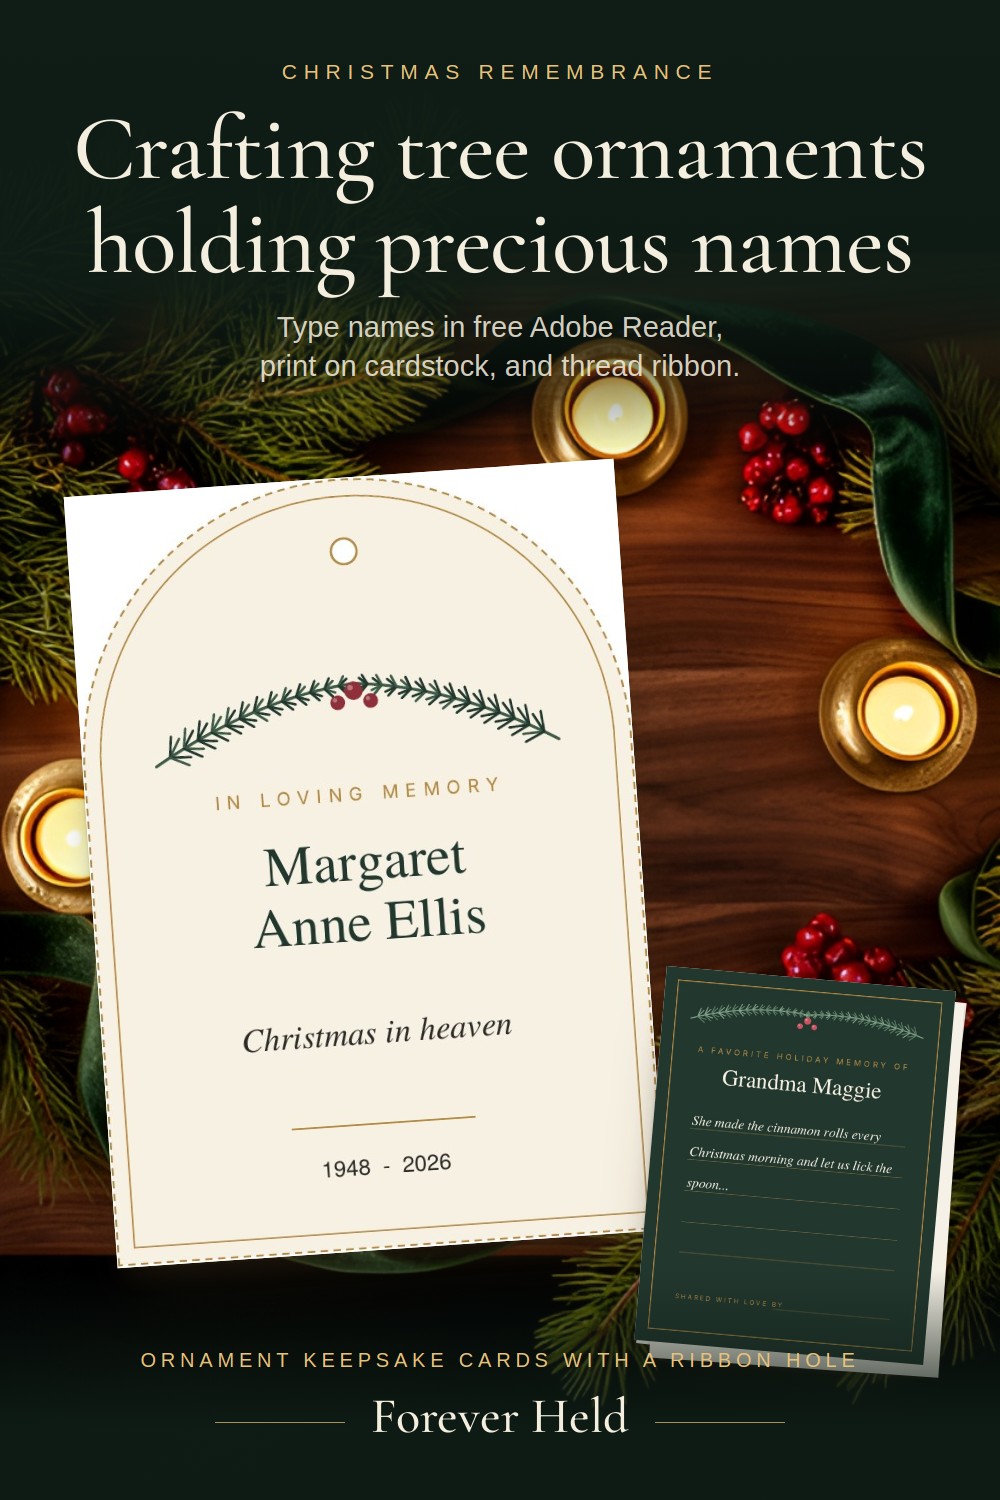 CHRISTMAS REMEMBRANCE
Crafting tree ornaments
holding precious names
Type names in free Adobe Reader,
print on cardstock, and thread ribbon.
IN LOVING MEMORY
Margaret
Anne Ellis
Christmas in heaven
1948 - 2026
A FAVORITE HOLIDAY MEMORY OF
Grandma Maggie
She made the cinnamon rolls every
Christmas morning and let us lick the
spoon...
SHARED WITH LOVE BY
ORNAMENT KEEPSAKE CARDS WITH A RIBBON HOLE
Forever Held